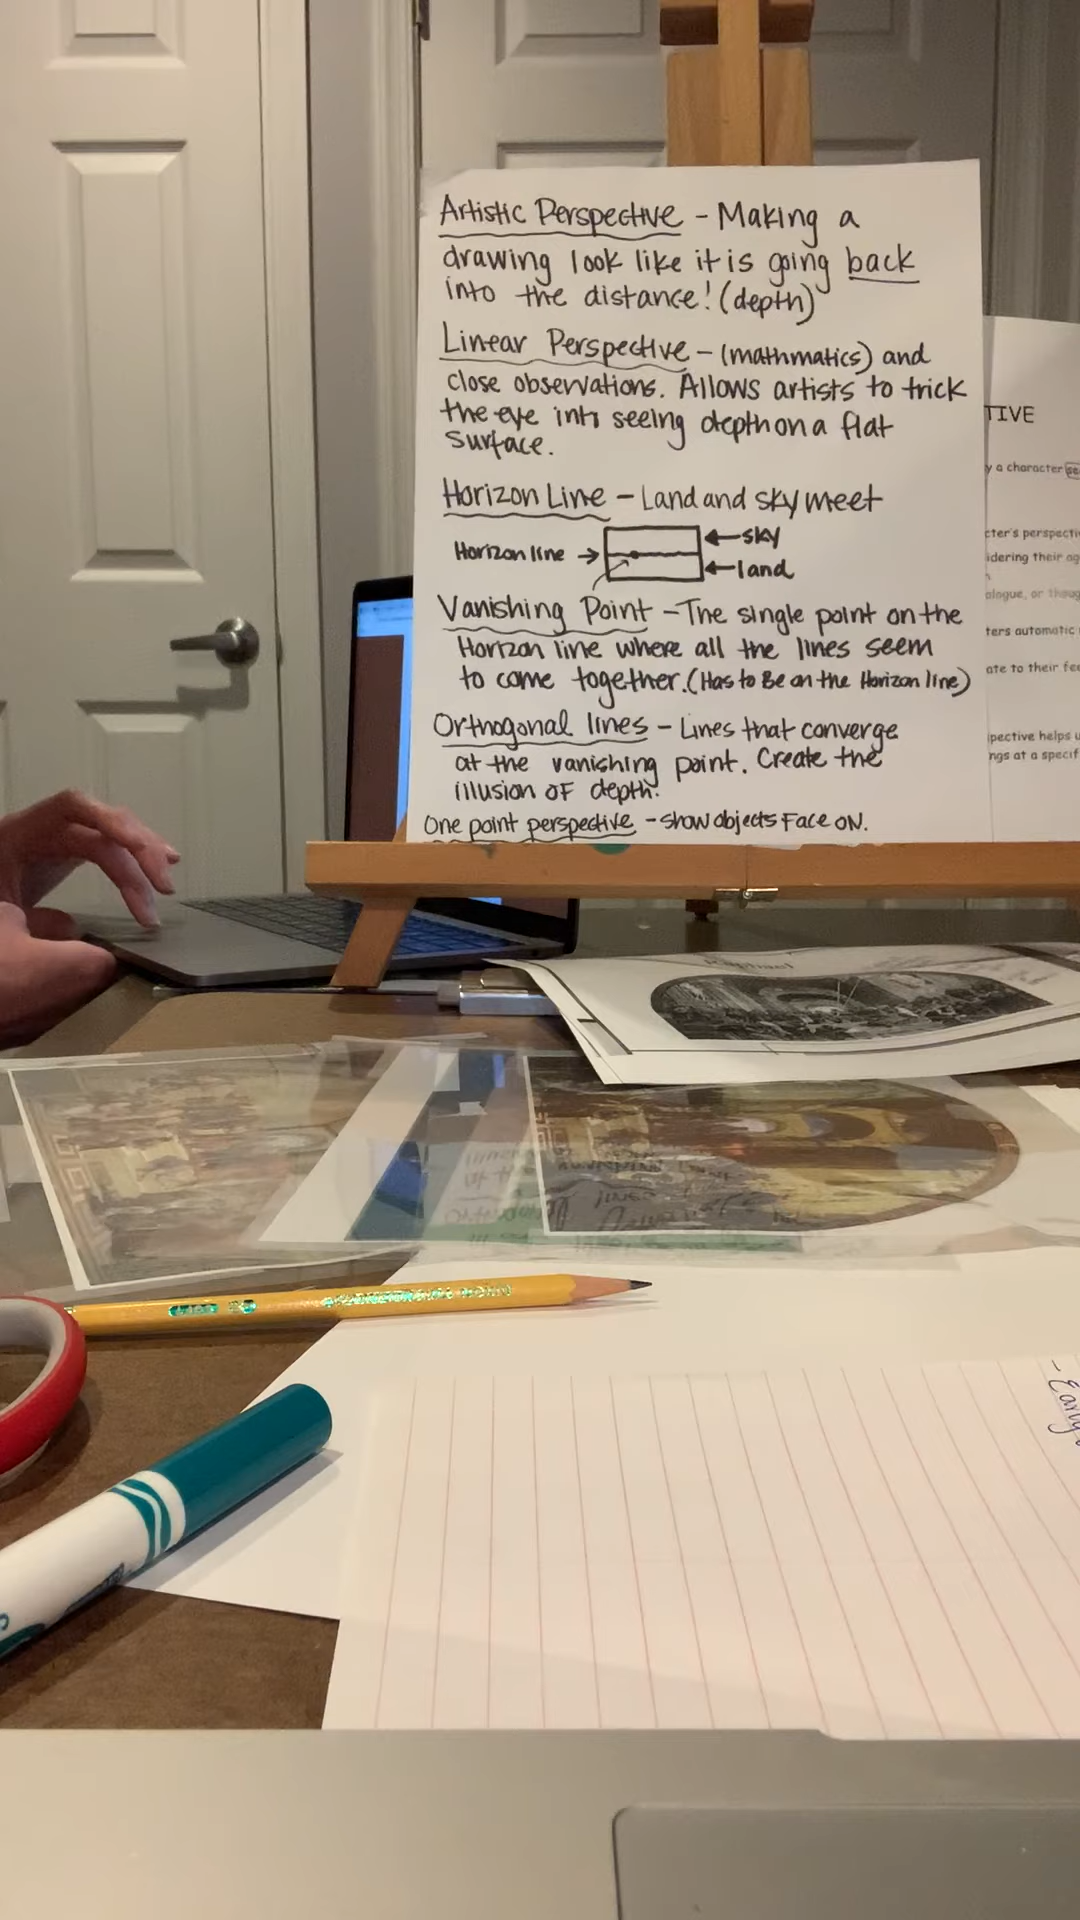 Artistic Perspective - Making a
drawing look like it is going back
into the distance! (depth)
Linear Perspective - (mathmatics) and
close observations. Allows artists to trick
the eye into seeing depth on a flat
surface.
Horizon Line - Land and sky meet
Horizon line → ← sky
← land
Vanishing Point - The single point on the
Horizon line where all the lines seem
to come together. (Has to Be on the Horizon line)
Orthogonal lines - Lines that converge
at the vanishing point. Create the
illusion OF depth.
One point perspective - show objects Face ON.
TIVE
y a character
cter's perspecti
idering their ag
alogue, or thoug
ters automatic
ate to their fee
pective helps u
ngs at a specif
Raphael